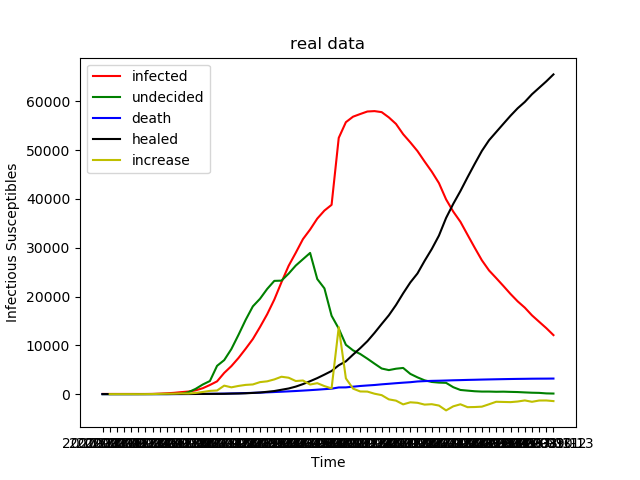 real data
infected
undecided
death
healed
increase
60000
50000
40000
30000
20000
10000
0
Infectious Susceptibles
Time